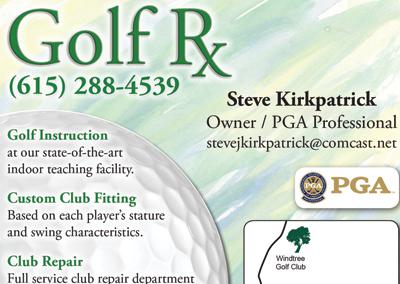 Golf Rx
(615) 288-4539
Steve Kirkpatrick
Owner / PGA Professional
stevejkirkpatrick@comcast.net
Golf Instruction
at our state-of-the-art
indoor teaching facility.
Custom Club Fitting
Based on each player's stature
and swing characteristics.
Club Repair
Full service club repair department
PGA
PGA
Windtree
Golf Club